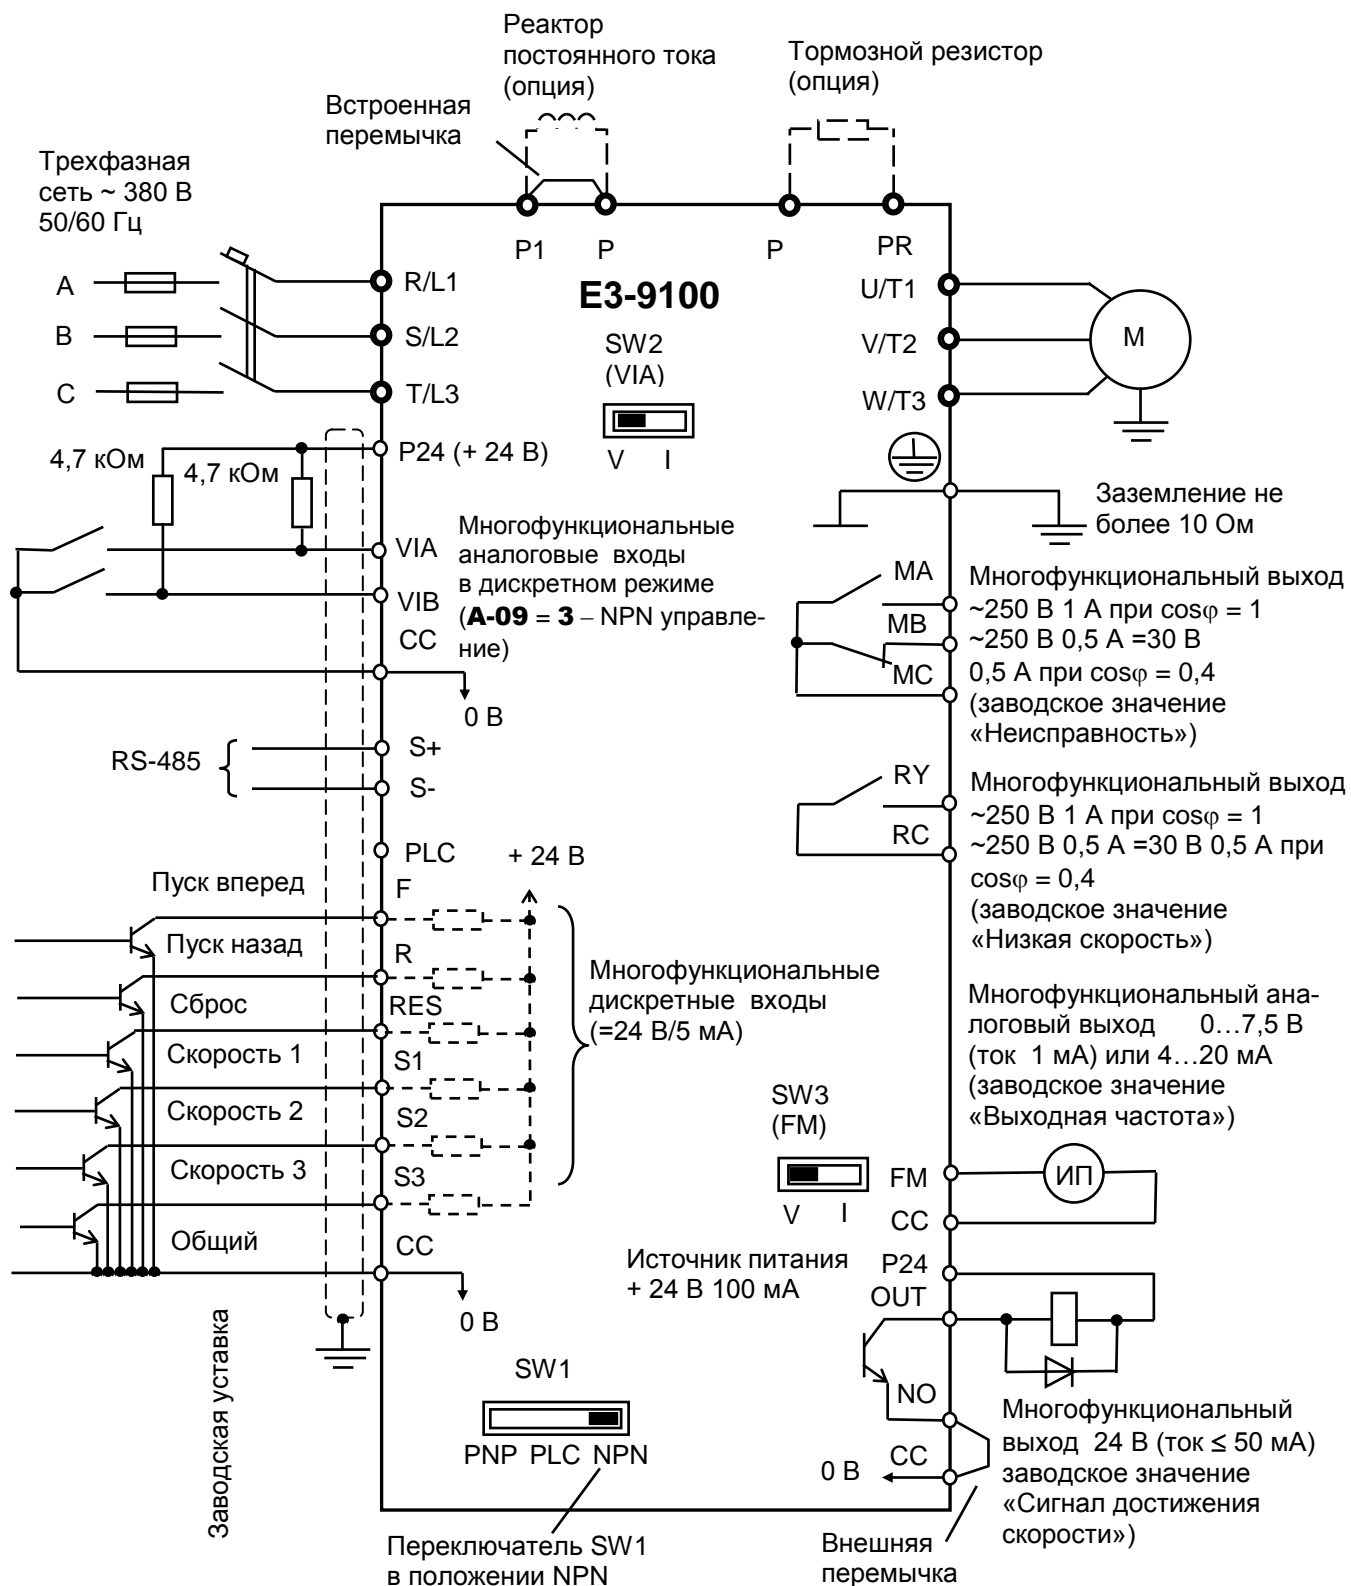 Реактор
постоянного тока
(опция)
Тормозной резистор
(опция)
Встроенная
перемычка
Трехфазная
сеть ~ 380 В
50/60 Гц
P1
P
P
PR
A
B
C
R/L1
S/L2
T/L3
E3-9100
SW2
(VIA)
V I
U/T1
V/T2
W/T3
М
4,7 кОм
4,7 кОм
P24 (+ 24 В)
VIA
VIB
CC
0 В
Многофункциональные
аналоговые входы
в дискретном режиме
(A-09 = 3 – NPN управле-
ние)
Заземление не
более 10 Ом
MA
MB
MC
Многофункциональный выход
~250 В 1 А при cosφ = 1
~250 В 0,5 А =30 В
0,5 А при cosφ = 0,4
(заводское значение
«Неисправность»)
RS-485
S+
S-
RY
RC
Многофункциональный выход
~250 В 1 А при cosφ = 1
~250 В 0,5 А =30 В 0,5 А при
cosφ = 0,4
(заводское значение
«Низкая скорость»)
PLC
+ 24 В
Пуск вперед
F
Пуск назад
R
Сброс
RES
Скорость 1
S1
Скорость 2
S2
Скорость 3
S3
Общий
CC
0 В
Многофункциональные
дискретные входы
(=24 В/5 мА)
Многофункциональный ана-
логовый выход 0…7,5 В
(ток 1 мА) или 4…20 мА
(заводское значение
«Выходная частота»)
SW3
(FM)
V I
FM
CC
ИП
Источник питания
+ 24 В 100 мА
P24
OUT
NO
CC
0 В
Заводская уставка
SW1
PNP PLC NPN
Многофункциональный
выход 24 В (ток ≤ 50 мА)
заводское значение
«Сигнал достижения
скорости»)
Переключатель SW1
в положении NPN
Внешняя
перемычка